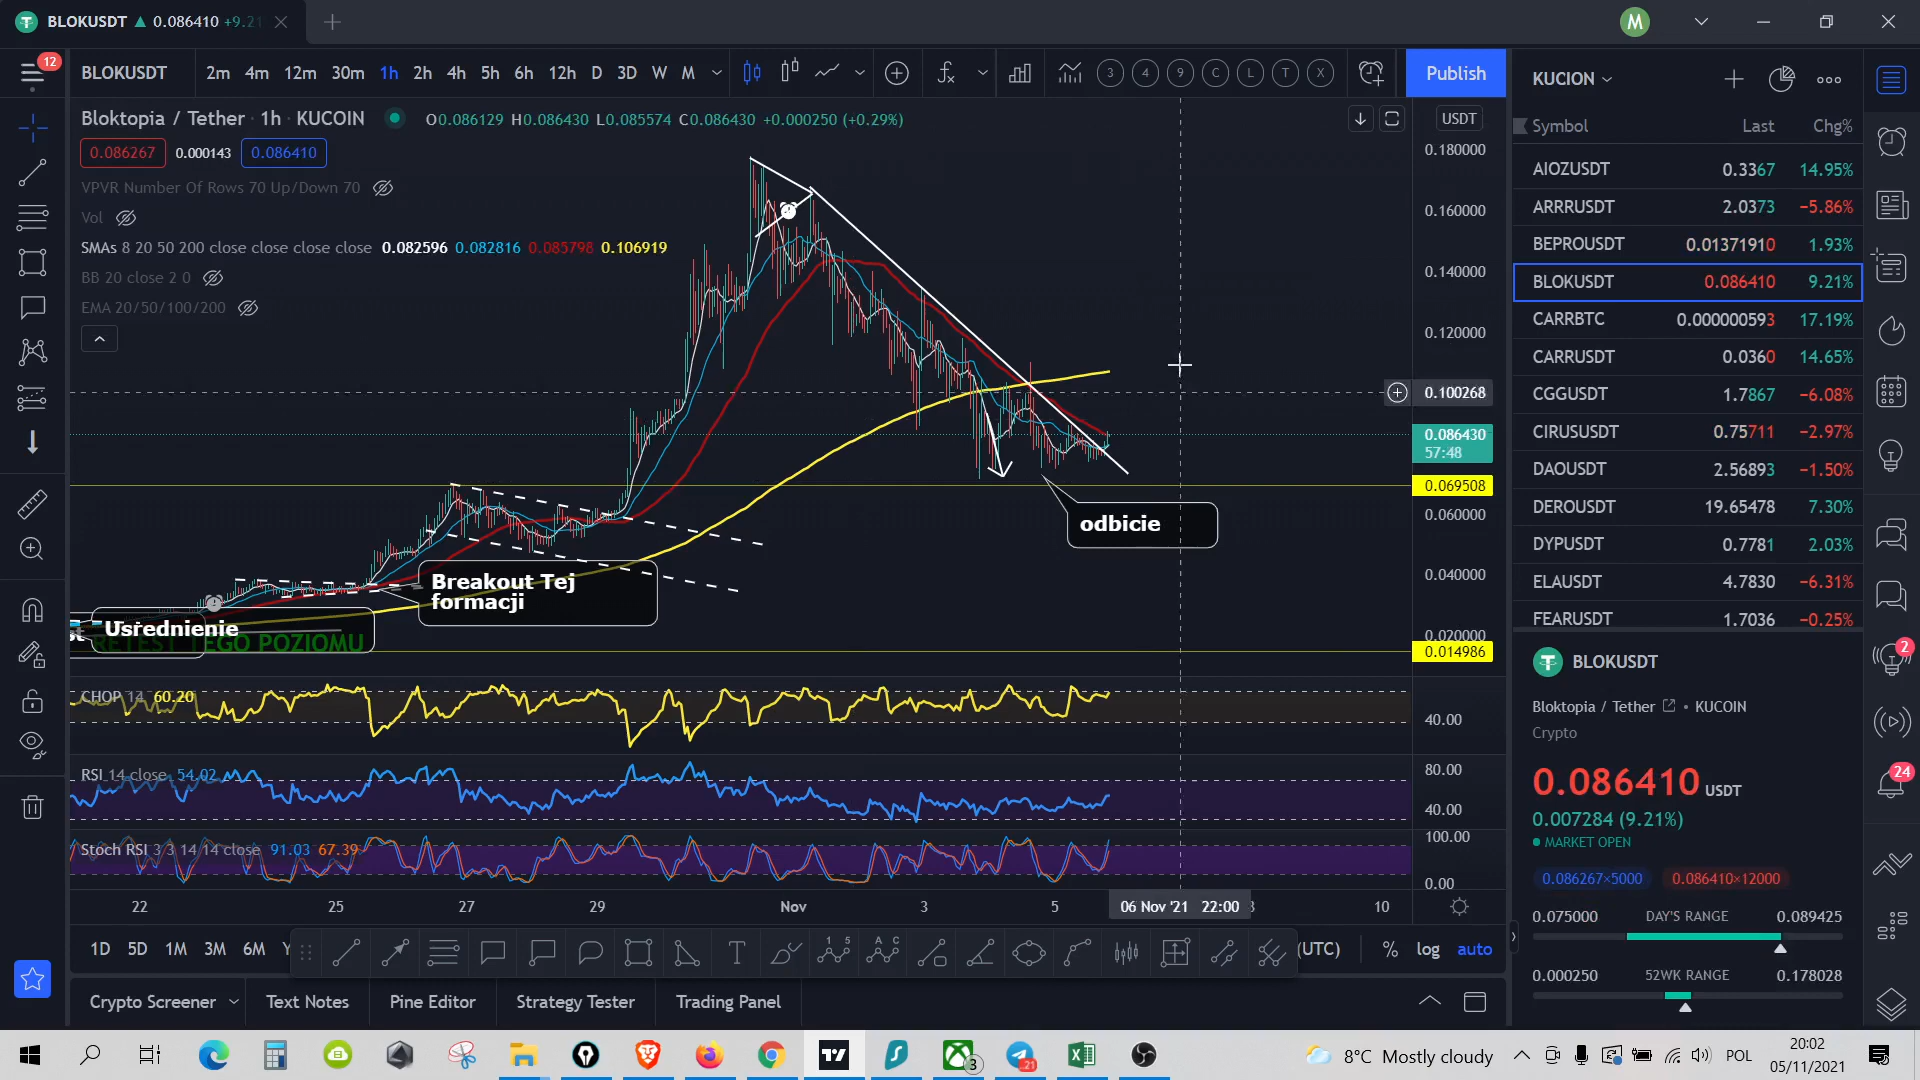 BLOKUSDT ▲ 0.086410 +9.21
M
12
BLOKUSDT 2m 4m 12m 30m 1h 2h 4h 5h 6h 12h D 3D W M
3 4 9 C L T X
Publish
Bloktopia / Tether · 1h · KUCOIN O0.086129 H0.086430 L0.085574 C0.086430 +0.000250 (+0.29%)
0.086267 0.000143 0.086410
VPVR Number Of Rows 70 Up/Down 70
Vol
SMAs 8 20 50 200 close close close close 0.082596 0.082816 0.085798 0.106919
BB 20 close 2 0
EMA 20/50/100/200
USDT
0.180000
0.160000
0.140000
0.120000
0.100268
0.086430
57:48
0.069508
0.060000
0.040000
0.020000
0.014986
odbicie
Breakout Tej
formacji
Usrednienie
RETEST TEGO POZIOMU
CHOP 14 60.20
40.00
RSI 14 close 54.02
80.00
40.00
Stoch RSI 3 3 14 14 close 91.03 67.39
100.00
0.00
22 25 27 29 Nov 3 5 06 Nov '21 22:00 10
1D 5D 1M 3M 6M Y
(UTC) % log auto
Crypto Screener Text Notes Pine Editor Strategy Tester Trading Panel
KUCION
Symbol Last Chg%
AIOZUSDT 0.3367 14.95%
ARRRUSDT 2.0373 −5.86%
BEPROUSDT 0.01371910 1.93%
BLOKUSDT 0.086410 9.21%
CARRBTC 0.000000593 17.19%
CARRUSDT 0.0360 14.65%
CGGUSDT 1.7867 −6.08%
CIRUSUSDT 0.75711 −2.97%
DAOUSDT 2.56893 −1.50%
DEROUSDT 19.65478 7.30%
DYPUSDT 0.7781 2.03%
ELAUSDT 4.7830 −6.31%
FEARUSDT 1.7036 −0.25%
BLOKUSDT
Bloktopia / Tether • KUCOIN
Crypto
0.086410 USDT
0.007284 (9.21%)
MARKET OPEN
0.086267×5000 0.086410×12000
0.075000 DAY'S RANGE 0.089425
0.000250 52WK RANGE 0.178028
2
24
8°C Mostly cloudy
POL
20:02
05/11/2021